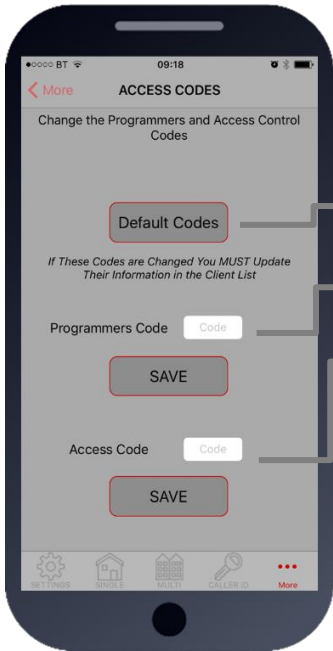 ●○○○○ BT 09:18
More ACCESS CODES
Change the Programmers and Access Control
Codes
Default Codes
If These Codes are Changed You MUST Update
Their Information in the Client List
Programmers Code Code
SAVE
Access Code Code
SAVE
SETTINGS SINGLE MULTI CALLER ID More